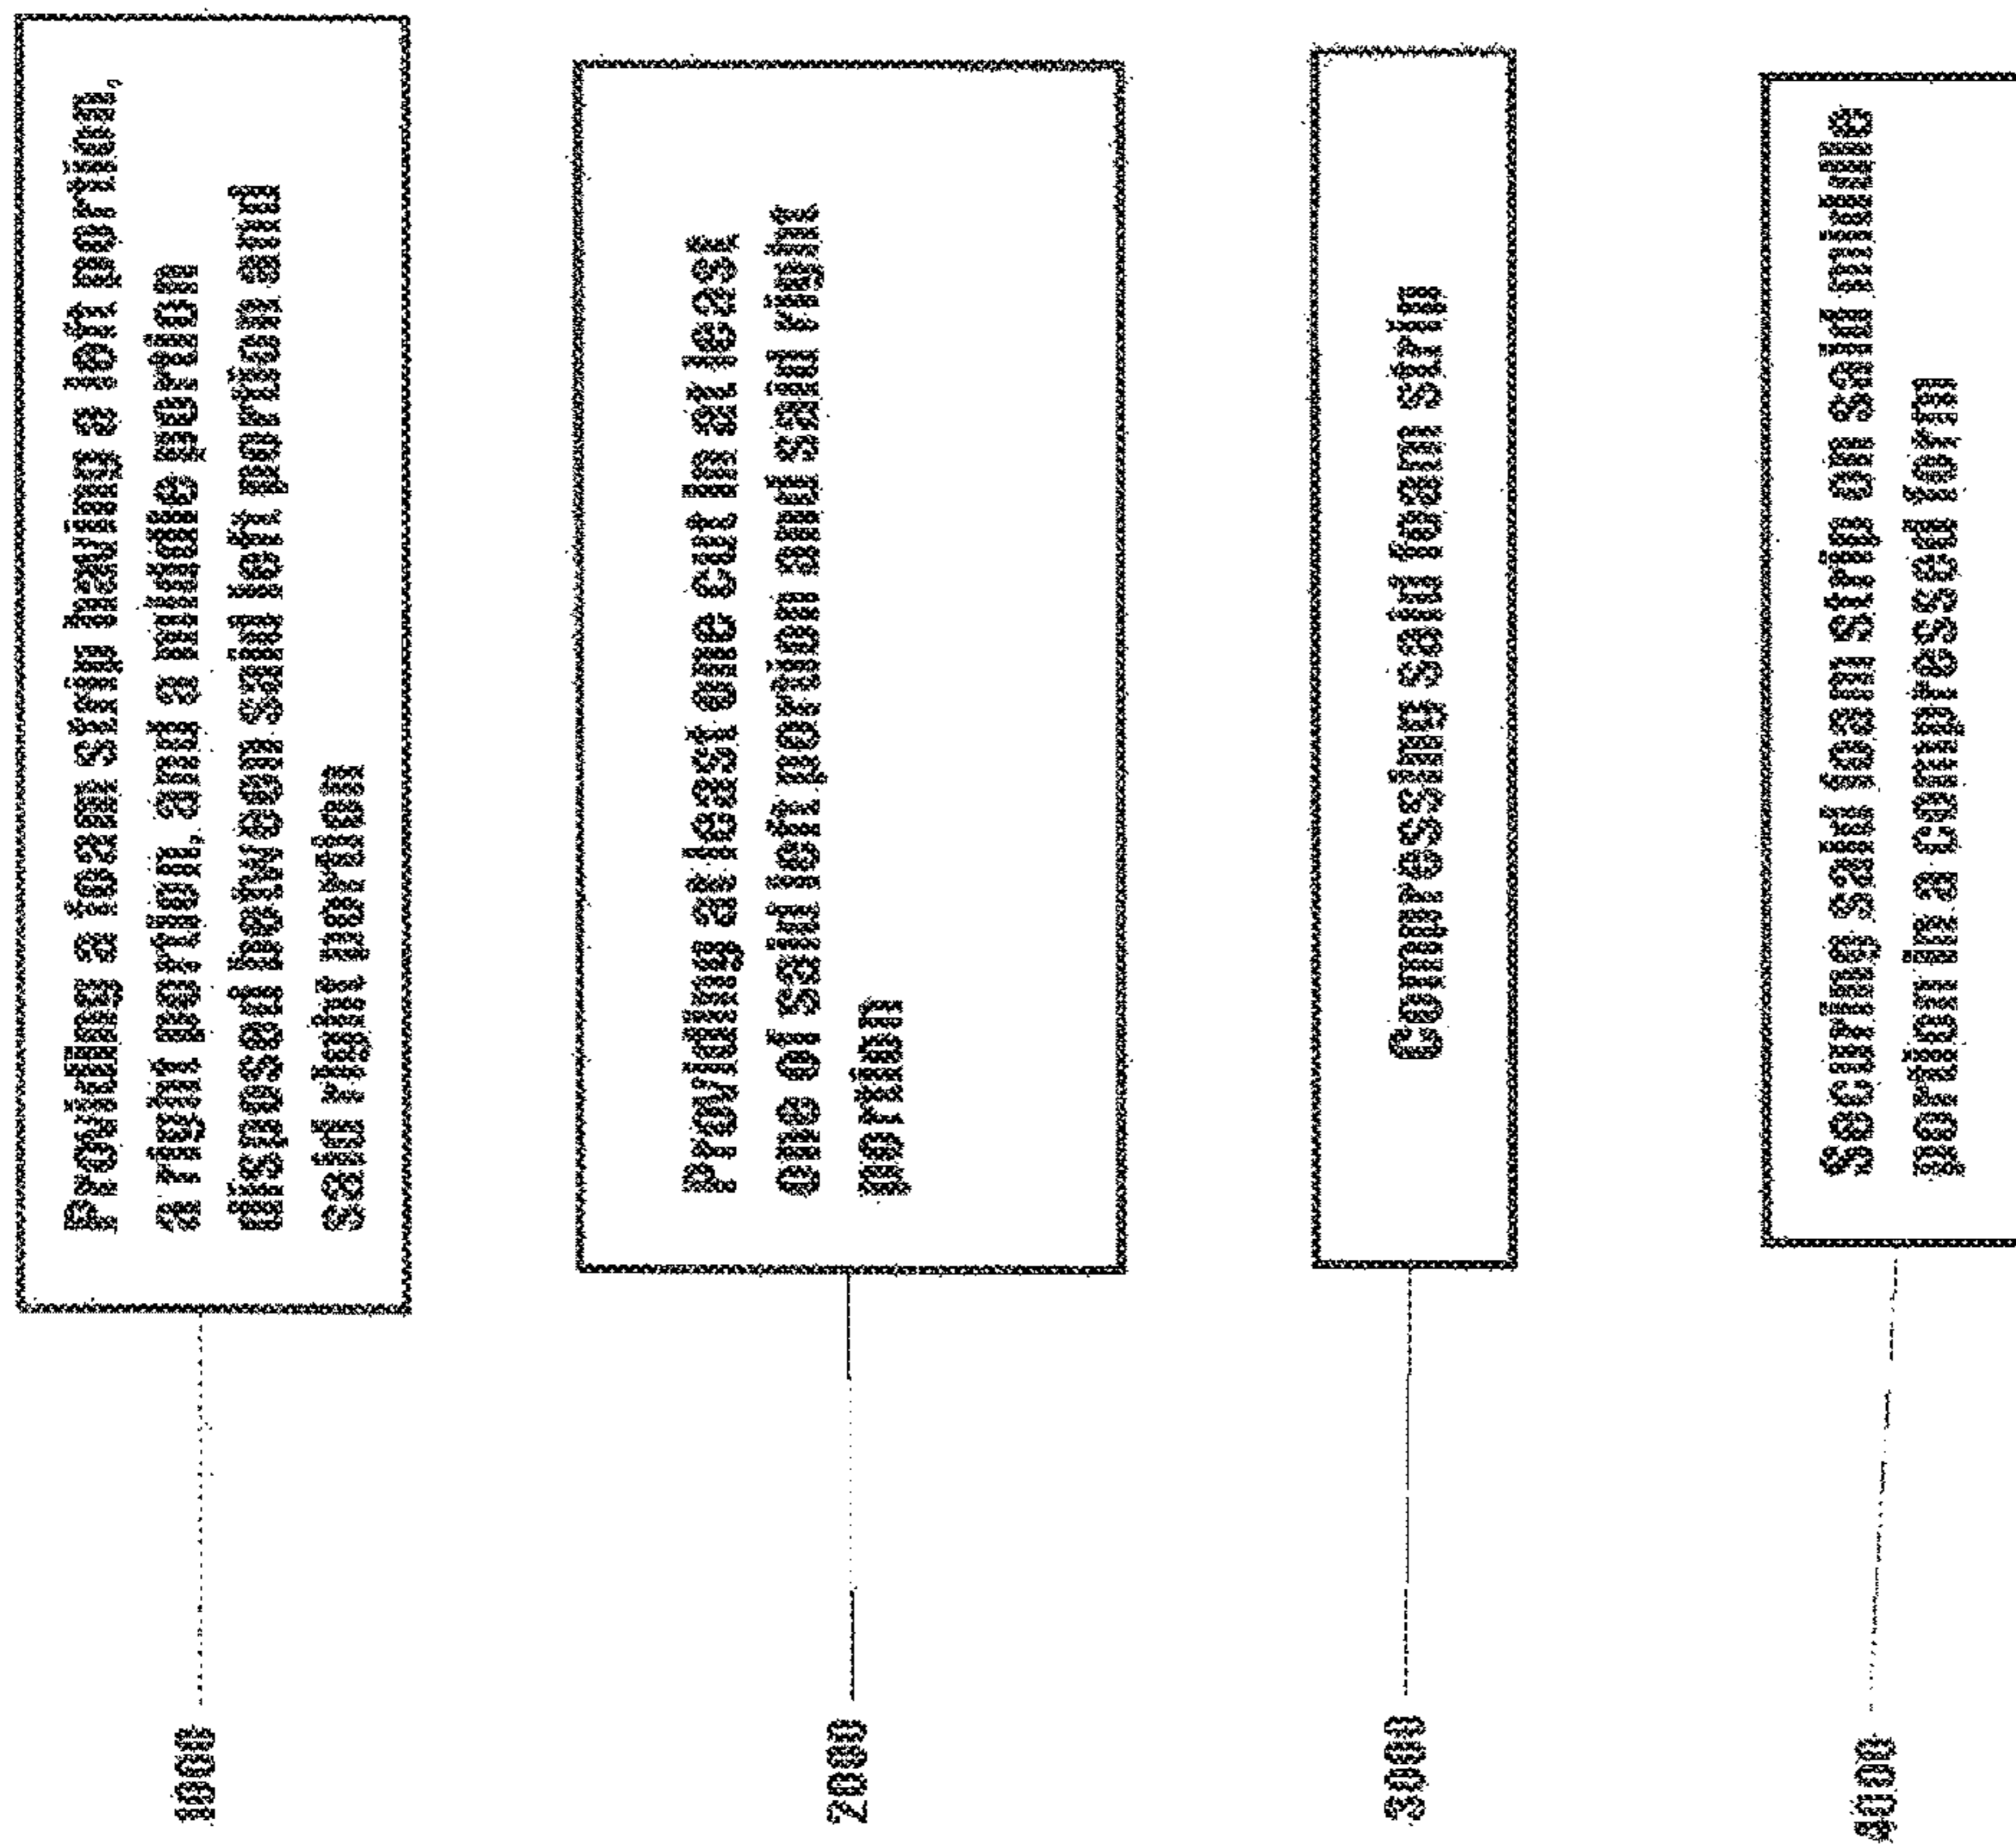 1000
Providing a foam strip having a left portion,
a right portion, and a middle portion
disposed between said left portion and
said right portion
2000
Providing at least one cut in at least
one of said left portion and said right
portion
3000
Compressing said foam strip
4000
Securing said foam strip on said middle
portion in a compressed form